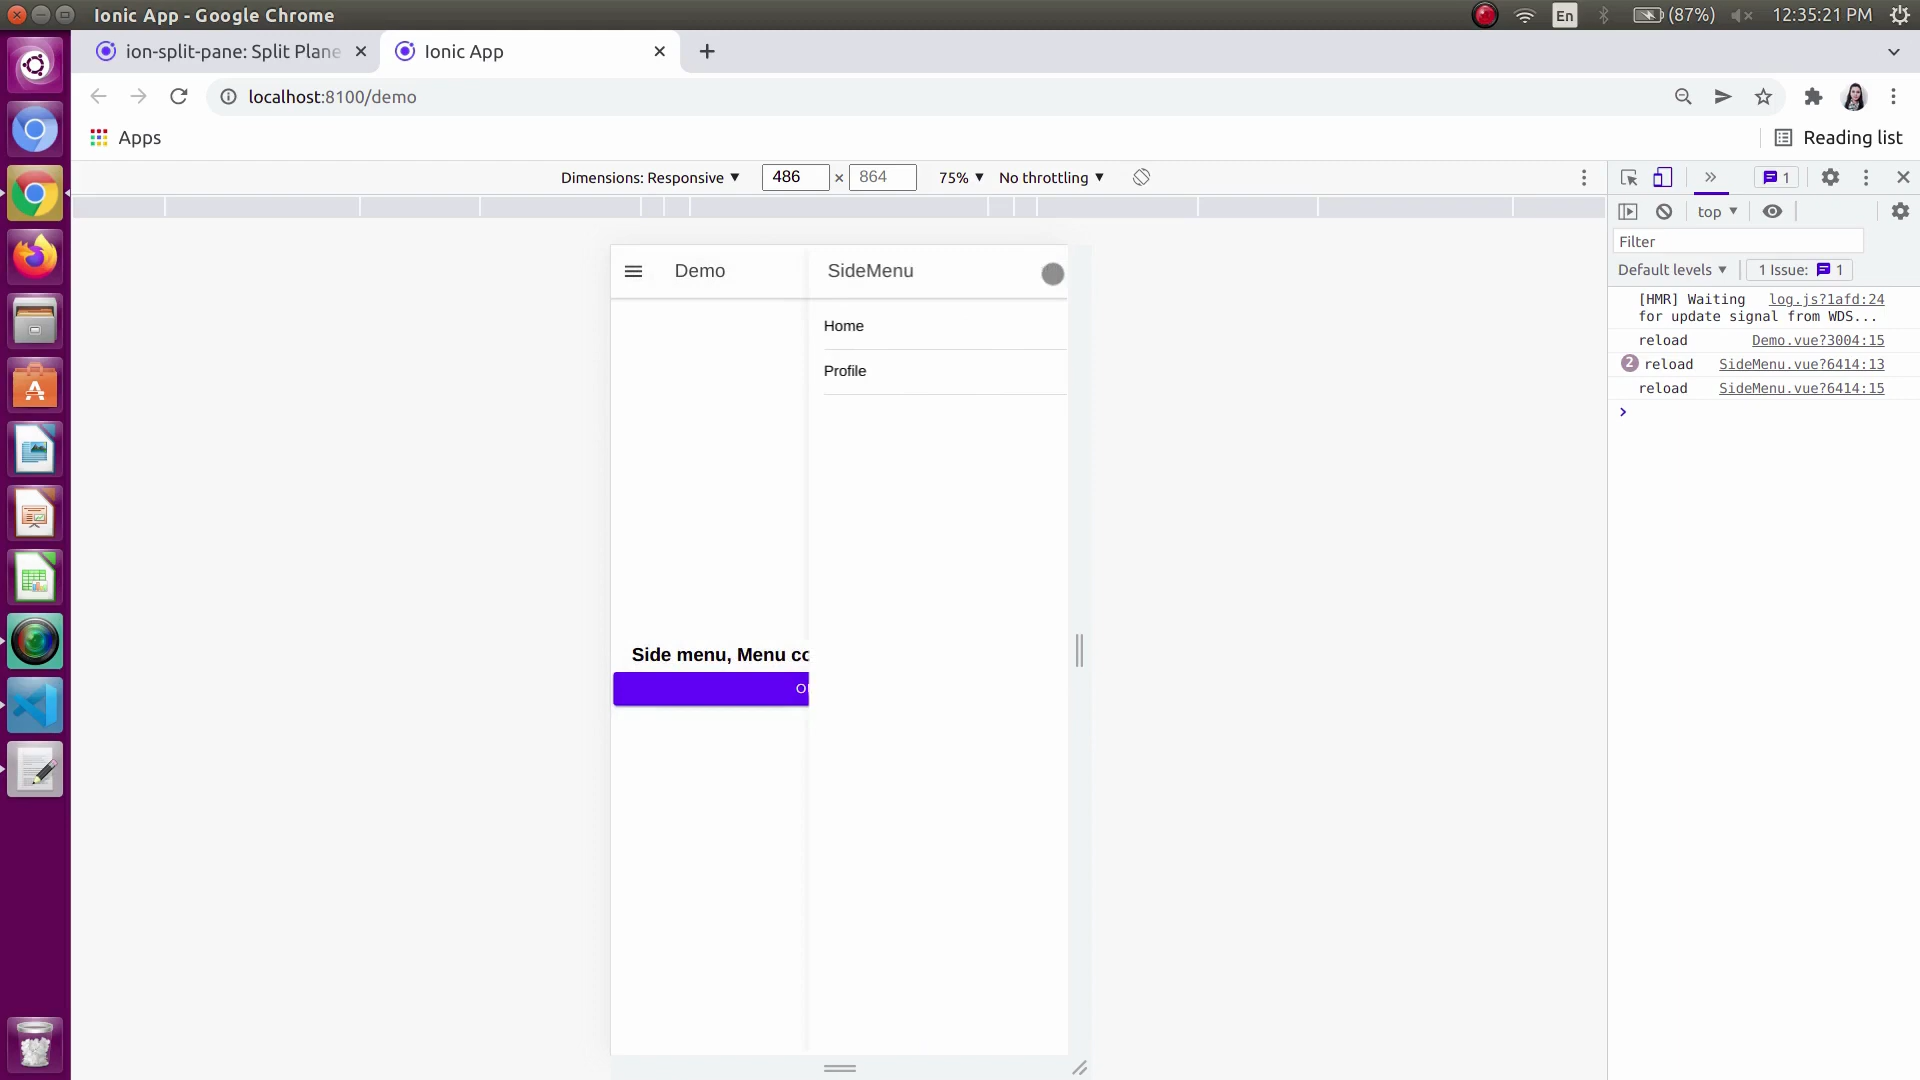 Ionic App - Google Chrome
En
(87%)
12:35:21 PM
ion-split-pane: Split Plane
Ionic App
localhost:8100/demo
Apps
Reading list
Dimensions: Responsive
486 × 864
75%
No throttling
1
top
Filter
Default levels
1 Issue: 1
[HMR] Waiting log.js?1afd:24
for update signal from WDS...
reload Demo.vue?3004:15
2 reload SideMenu.vue?6414:13
reload SideMenu.vue?6414:15
Demo
SideMenu
Home
Profile
Side menu, Menu co
O